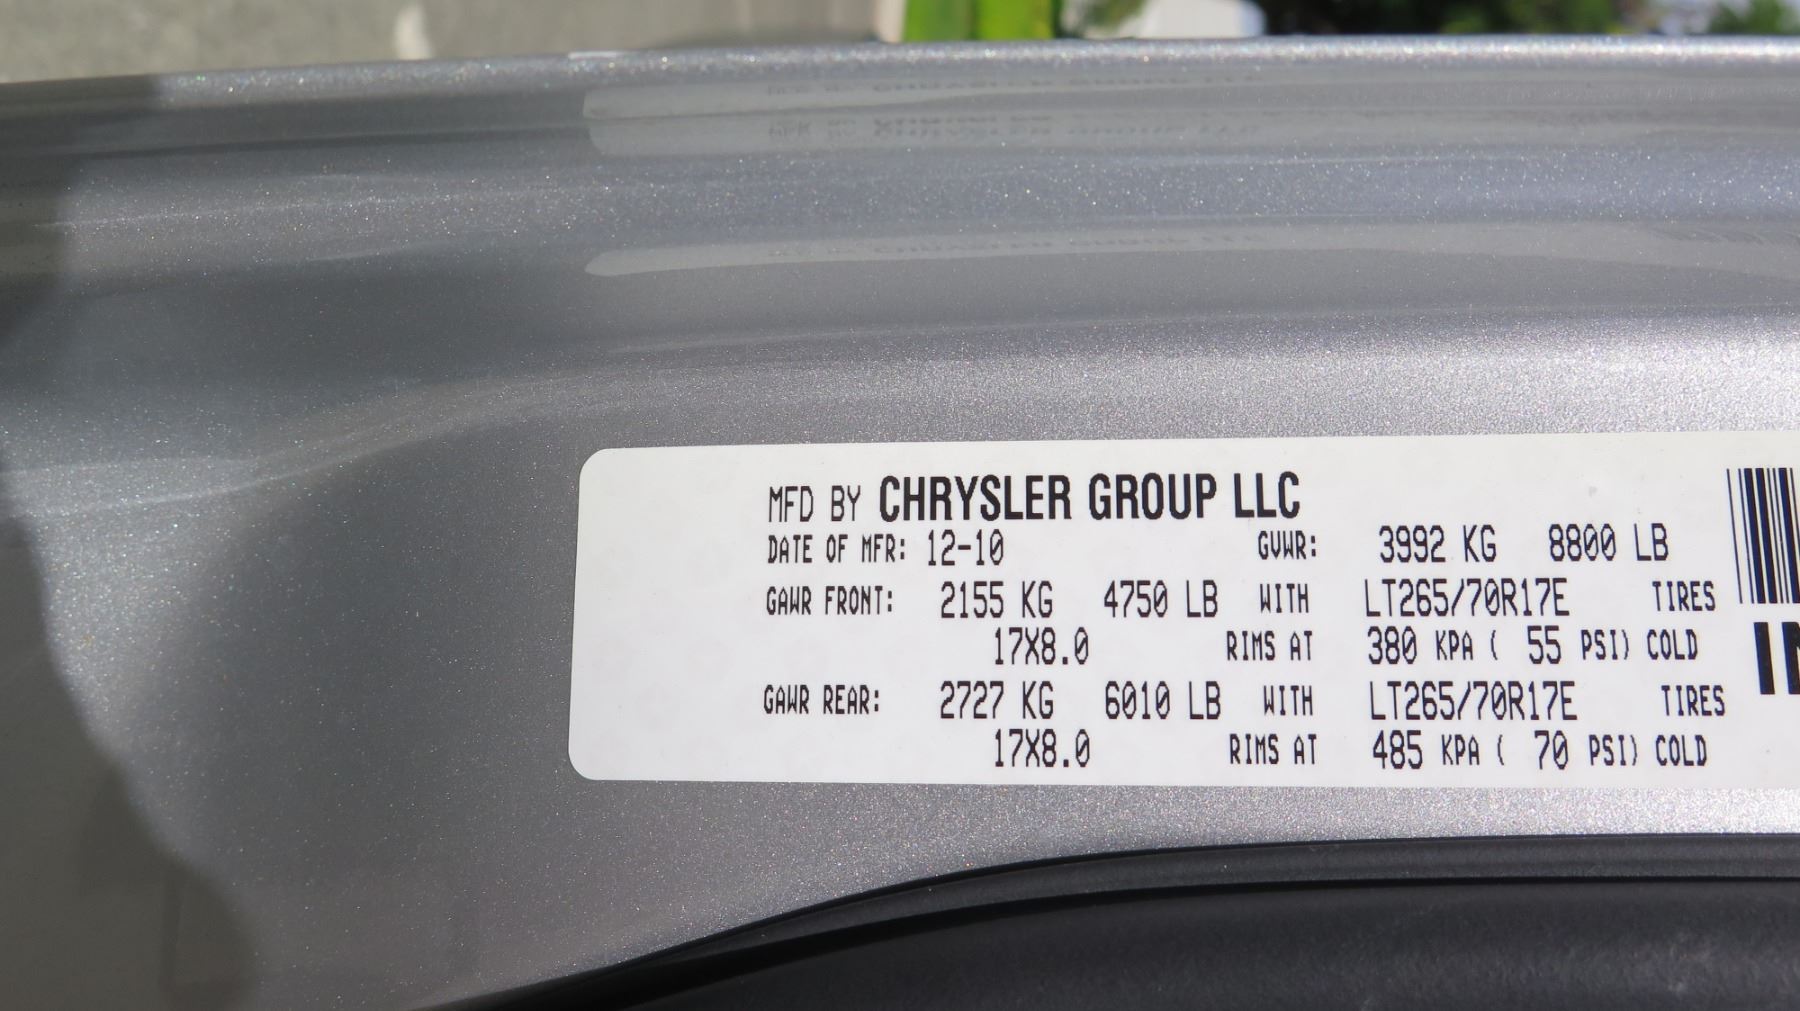 MFD BY CHRYSLER GROUP LLC
DATE OF MFR: 12-10 GVWR: 3992 KG 8800 LB
GAWR FRONT: 2155 KG 4750 LB WITH LT265/70R17E TIRES
17X8.0 RIMS AT 380 KPA ( 55 PSI) COLD
GAWR REAR: 2727 KG 6010 LB WITH LT265/70R17E TIRES
17X8.0 RIMS AT 485 KPA ( 70 PSI) COLD